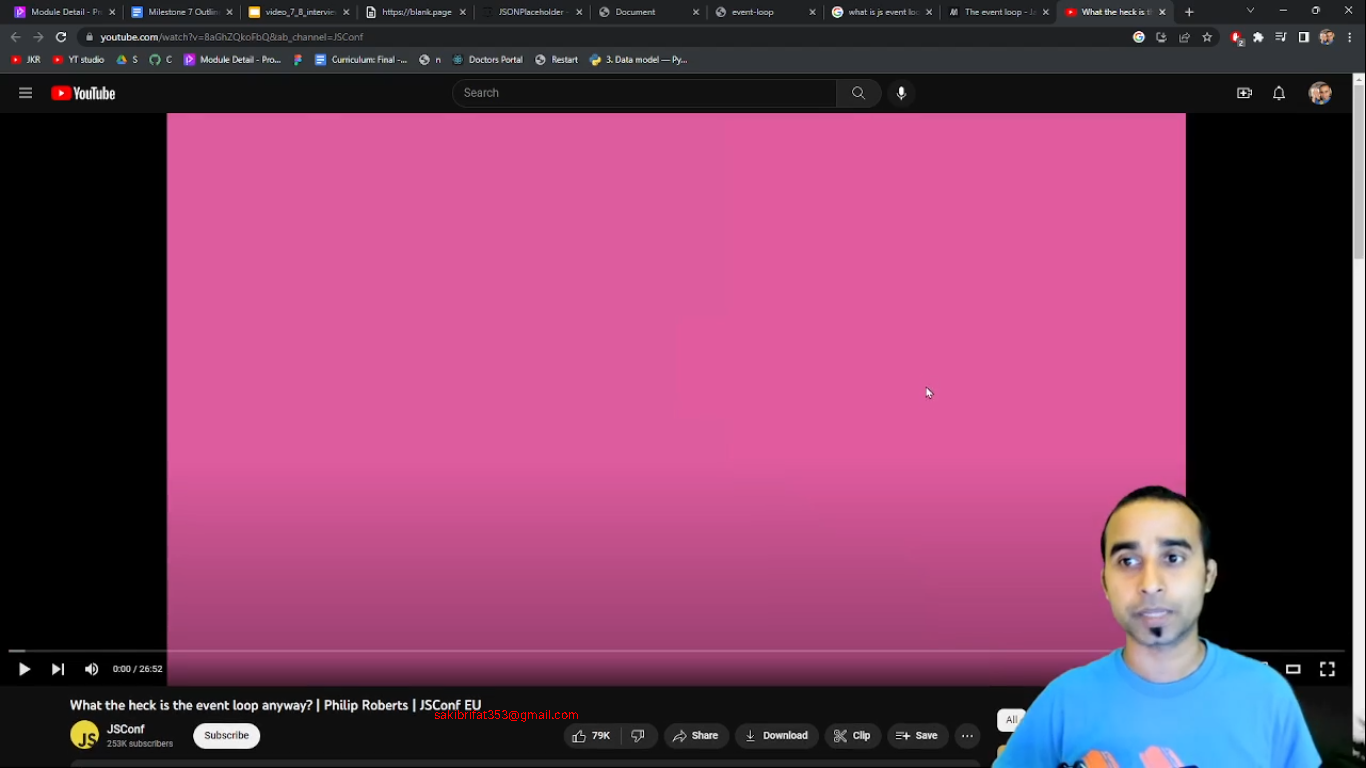 Module Detail - Pr
Milestone 7 Outlin
video_7_8_intervie
https://blank.page
JSONPlaceholder -
Document
event-loop
what is js event loo
The event loop - Ja
What the heck is th
youtube.com/watch?v=8aGhZQkoFbQ&ab_channel=JSConf
JKR
YT studio
S
C
Module Detail - Pro...
Curriculum: Final -...
n
Doctors Portal
Restart
3. Data model — Py...
YouTube
Search
0:00 / 26:52
What the heck is the event loop anyway? | Philip Roberts | JSConf EU
sakibrifat353@gmail.com
JS
JSConf
253K subscribers
Subscribe
79K
Share
Download
Clip
Save
All